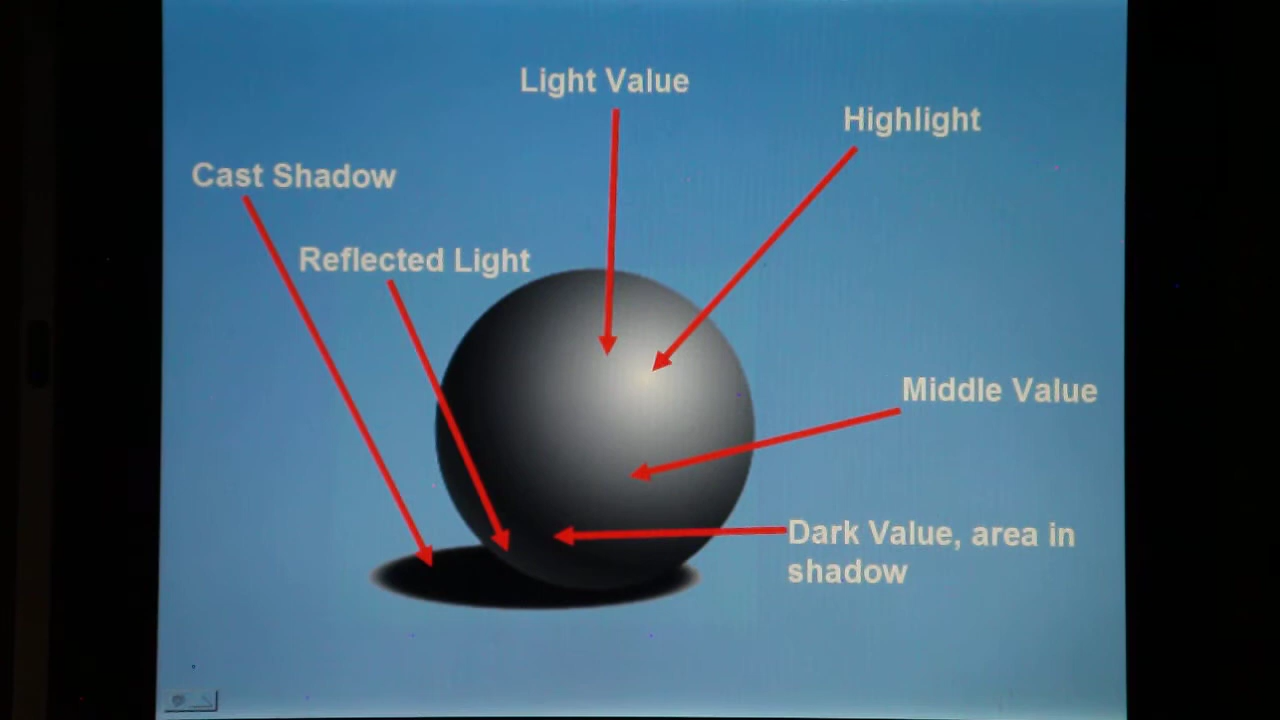 Light Value
Highlight
Cast Shadow
Reflected Light
Middle Value
Dark Value, area in
shadow